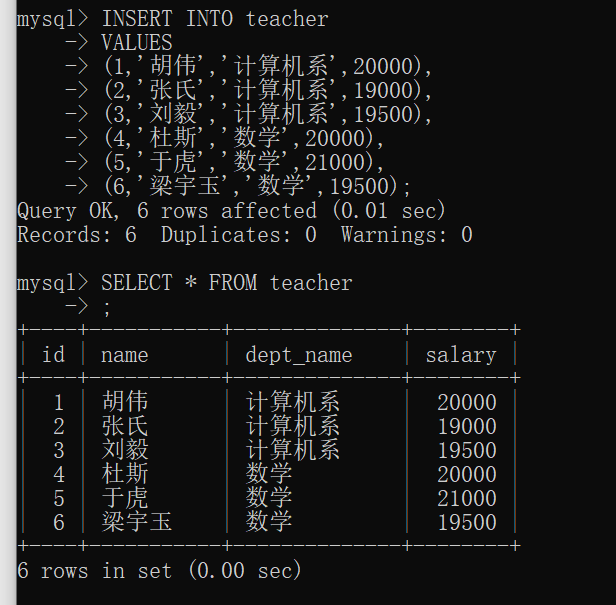 mysql> INSERT INTO teacher
    -> VALUES
    -> (1,'胡伟','计算机系',20000),
    -> (2,'张氏','计算机系',19000),
    -> (3,'刘毅','计算机系',19500),
    -> (4,'杜斯','数学',20000),
    -> (5,'于虎','数学',21000),
    -> (6,'梁宇玉','数学',19500);
Query OK, 6 rows affected (0.01 sec)
Records: 6  Duplicates: 0  Warnings: 0

mysql> SELECT * FROM teacher
    -> ;
+----+-----------+--------------+--------+
| id | name      | dept_name    | salary |
+----+-----------+--------------+--------+
|  1 | 胡伟      | 计算机系     |  20000 |
|  2 | 张氏      | 计算机系     |  19000 |
|  3 | 刘毅      | 计算机系     |  19500 |
|  4 | 杜斯      | 数学         |  20000 |
|  5 | 于虎      | 数学         |  21000 |
|  6 | 梁宇玉    | 数学         |  19500 |
+----+-----------+--------------+--------+
6 rows in set (0.00 sec)